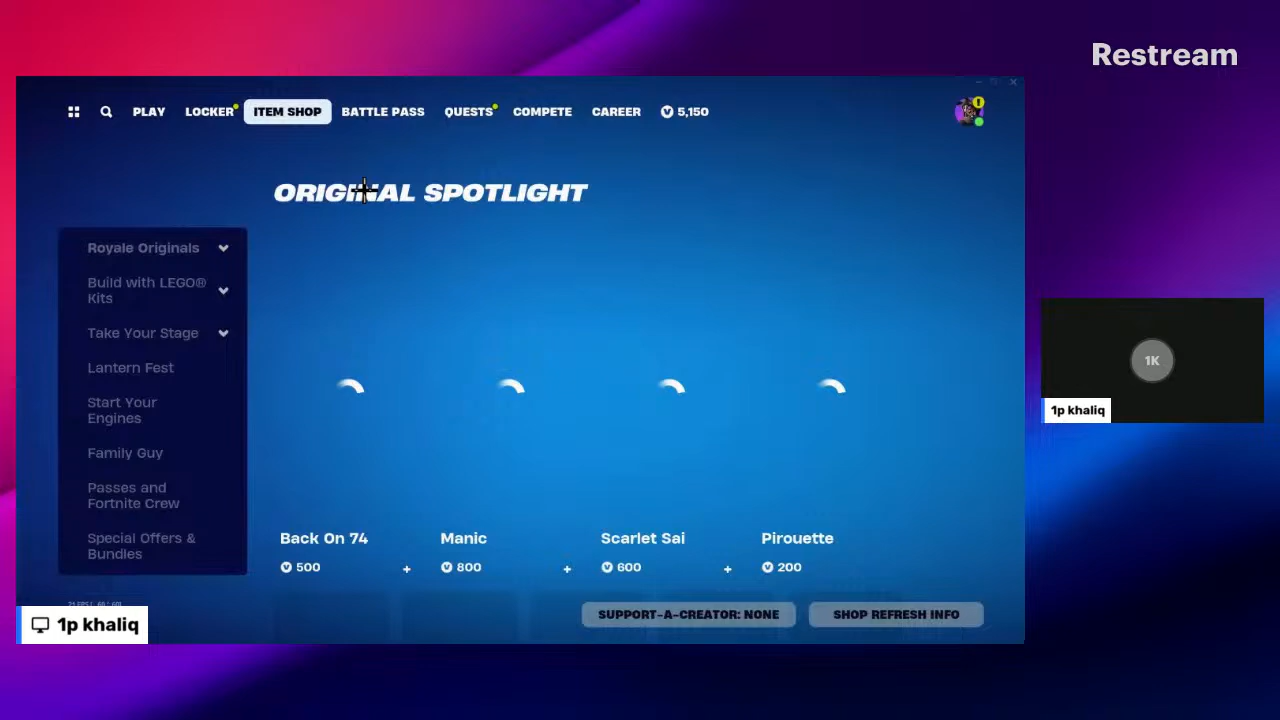 Restream
PLAY LOCKER ITEM SHOP BATTLE PASS QUESTS COMPETE CAREER 5,150
ORIGINAL SPOTLIGHT
Royale Originals
Build with LEGO®
Kits
Take Your Stage
Lantern Fest
Start Your
Engines
Family Guy
Passes and
Fortnite Crew
Special Offers &
Bundles
1K
1p khaliq
Back On 74 Manic Scarlet Sai Pirouette
500 + 800 + 600 + 200
SUPPORT-A-CREATOR: NONE SHOP REFRESH INFO
1p khaliq